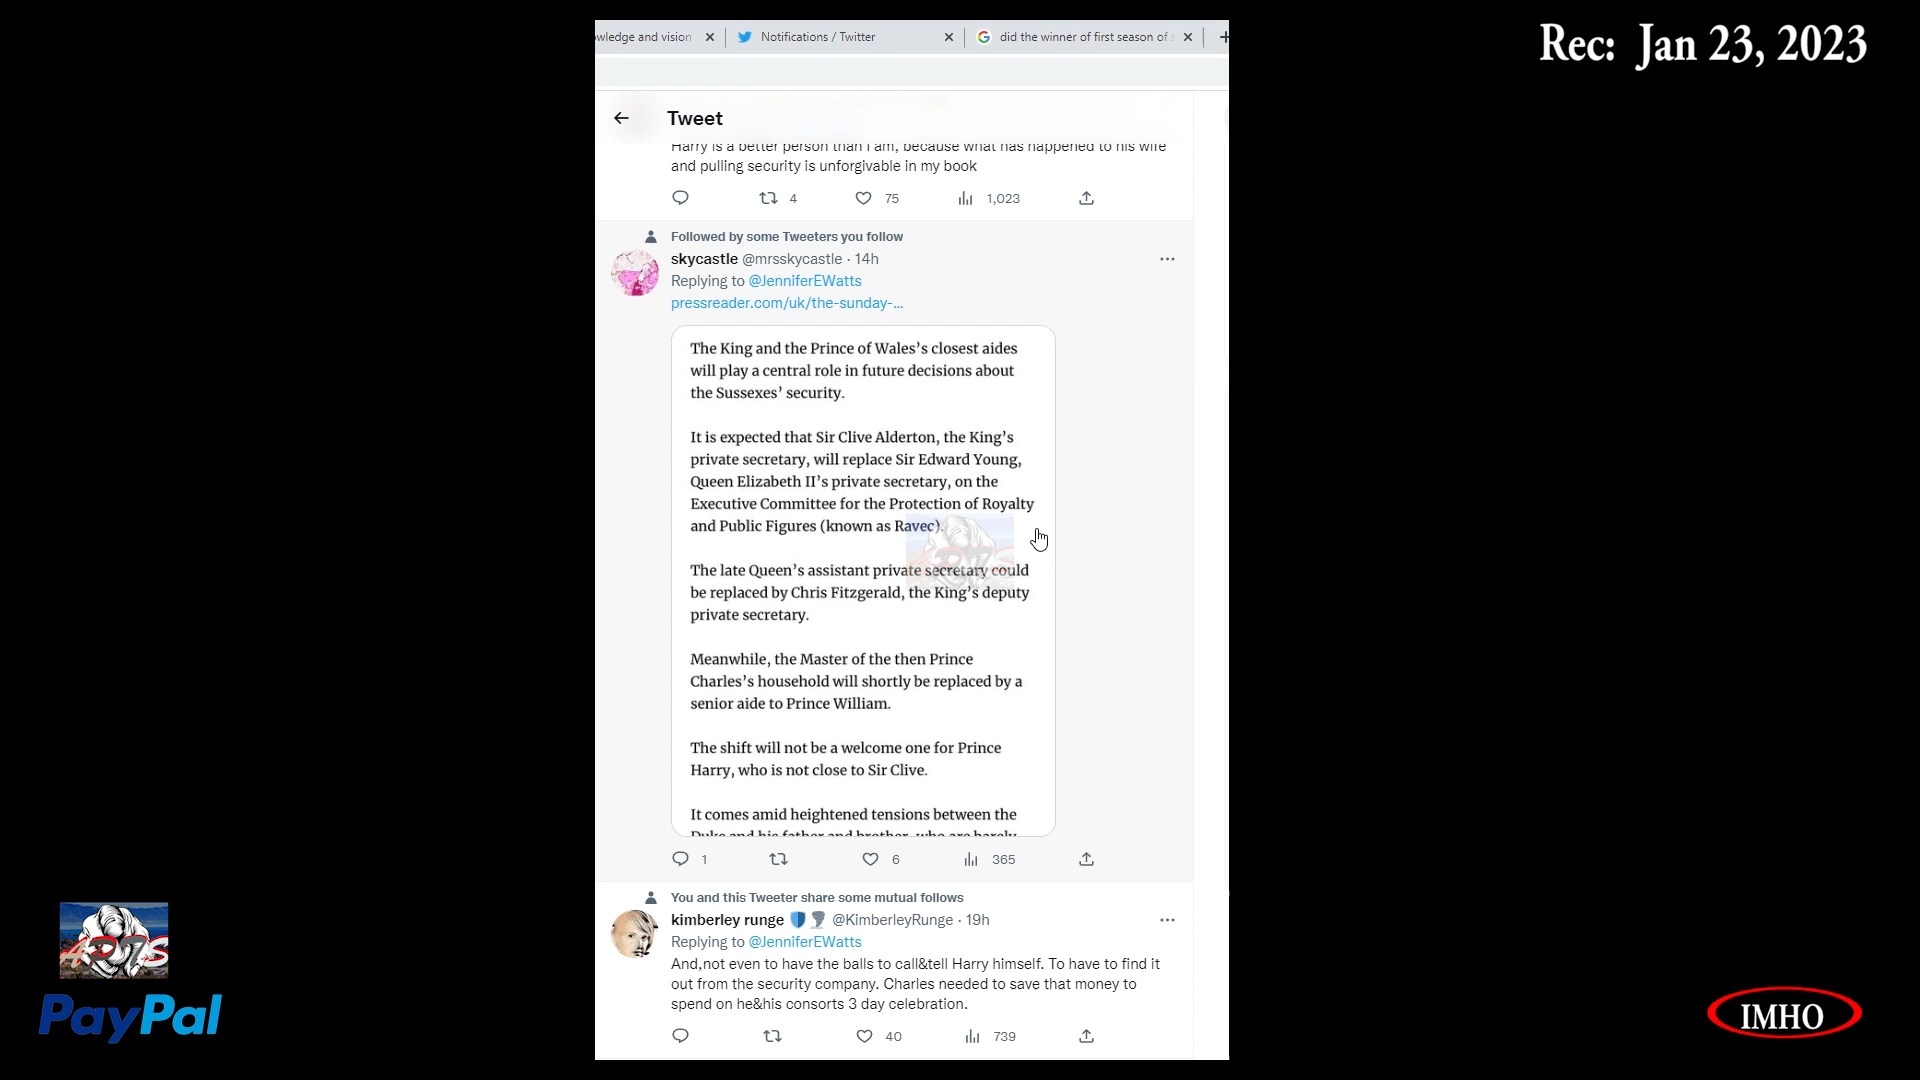 Rec: Jan 23, 2023
wledge and vision
Notifications / Twitter
did the winner of first season of s
Tweet
Harry is a better person than I am, because what has happened to his wife
and pulling security is unforgivable in my book
4 75 1,023
Followed by some Tweeters you follow
skycastle @mrsskycastle · 14h
Replying to @JenniferEWatts
pressreader.com/uk/the-sunday-...
The King and the Prince of Wales's closest aides
will play a central role in future decisions about
the Sussexes' security.
It is expected that Sir Clive Alderton, the King's
private secretary, will replace Sir Edward Young,
Queen Elizabeth II's private secretary, on the
Executive Committee for the Protection of Royalty
and Public Figures (known as Ravec).
The late Queen's assistant private secretary could
be replaced by Chris Fitzgerald, the King's deputy
private secretary.
Meanwhile, the Master of the then Prince
Charles's household will shortly be replaced by a
senior aide to Prince William.
The shift will not be a welcome one for Prince
Harry, who is not close to Sir Clive.
It comes amid heightened tensions between the
Duke and his father and brother, who are barely
1 6 365
You and this Tweeter share some mutual follows
kimberley runge @KimberleyRunge · 19h
Replying to @JenniferEWatts
And,not even to have the balls to call&tell Harry himself. To have to find it
out from the security company. Charles needed to save that money to
spend on he&his consorts 3 day celebration.
40 739
PayPal
IMHO